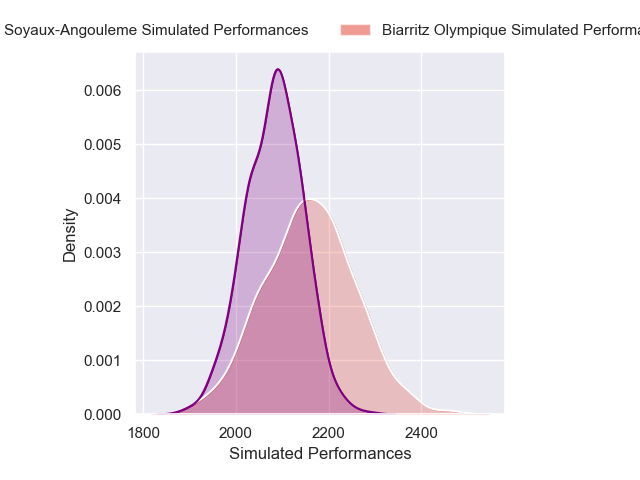 Soyaux-Angouleme Simulated Performances
Biarritz Olympique Simulated Performa
0.006
0.005
0.004
0.003
0.002
0.001
0.000
Density
1800
2000
2200
2400
Simulated Performances